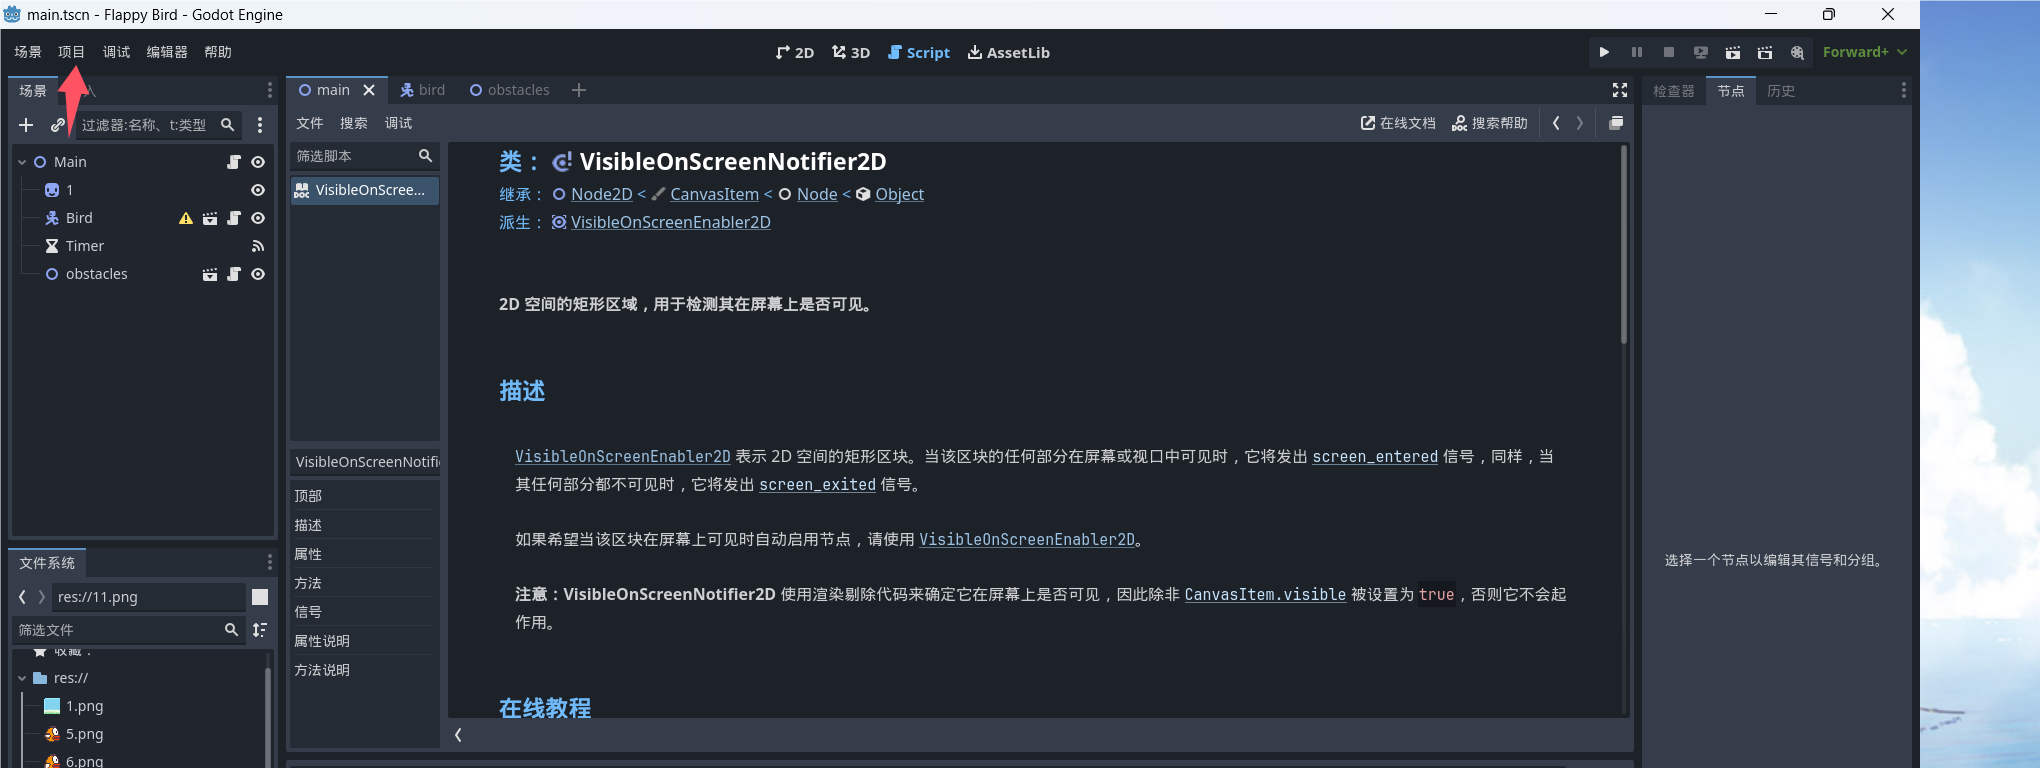 main.tscn - Flappy Bird - Godot Engine
场景 项目 调试 编辑器 帮助
2D 3D Script AssetLib
Forward+
场景 入
过滤器:名称、t:类型
Main
1
Bird
Timer
obstacles
文件系统
res://11.png
筛选文件
收藏：
res://
1.png
5.png
6.png
main bird obstacles
文件 搜索 调试
在线文档 搜索帮助
筛选脚本
VisibleOnScree...
VisibleOnScreenNotifi
顶部
描述
属性
方法
信号
属性说明
方法说明
类： VisibleOnScreenNotifier2D
继承： Node2D < CanvasItem < Node < Object
派生： VisibleOnScreenEnabler2D
2D 空间的矩形区域，用于检测其在屏幕上是否可见。
描述
VisibleOnScreenEnabler2D 表示 2D 空间的矩形区块。当该区块的任何部分在屏幕或视口中可见时，它将发出 screen_entered 信号，同样，当
其任何部分都不可见时，它将发出 screen_exited 信号。
如果希望当该区块在屏幕上可见时自动启用节点，请使用 VisibleOnScreenEnabler2D。
注意：VisibleOnScreenNotifier2D 使用渲染剔除代码来确定它在屏幕上是否可见，因此除非 CanvasItem.visible 被设置为 true，否则它不会起
作用。
在线教程
检查器 节点 历史
选择一个节点以编辑其信号和分组。